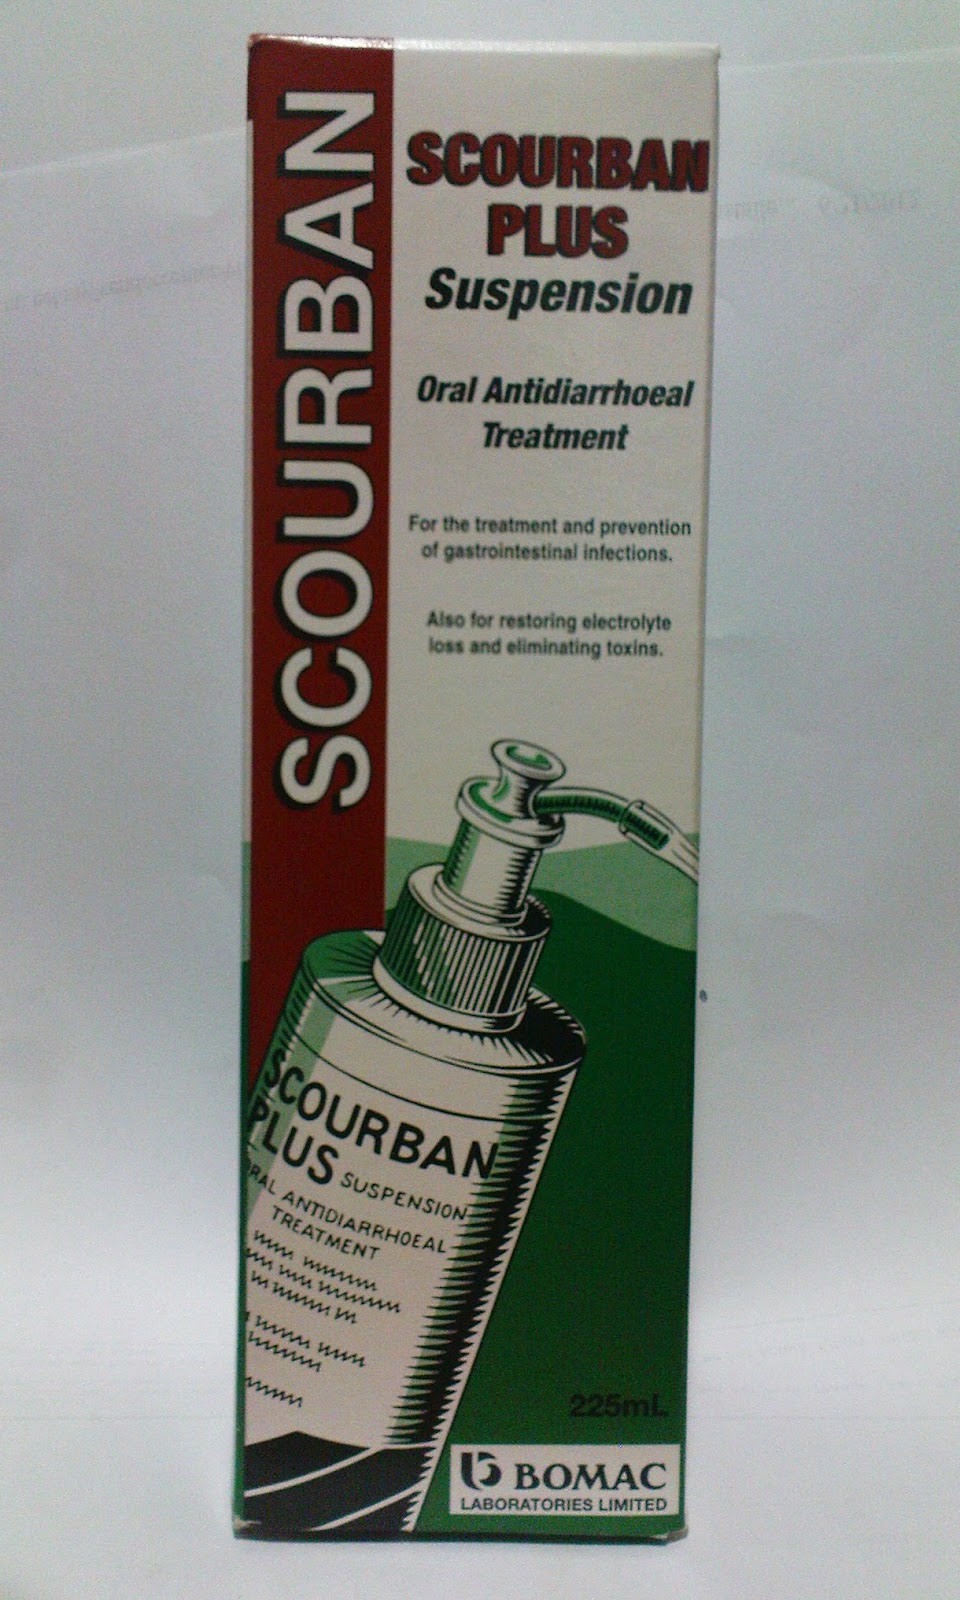 SCOURBAN
SCOURBAN
PLUS
Suspension
Oral Antidiarrhoeal
Treatment
For the treatment and prevention
of gastrointestinal infections.
Also for restoring electrolyte
loss and eliminating toxins.
SCOURBAN
PLUS SUSPENSION
ORAL ANTIDIARRHOEAL
TREATMENT
225mL
BOMAC
LABORATORIES LIMITED